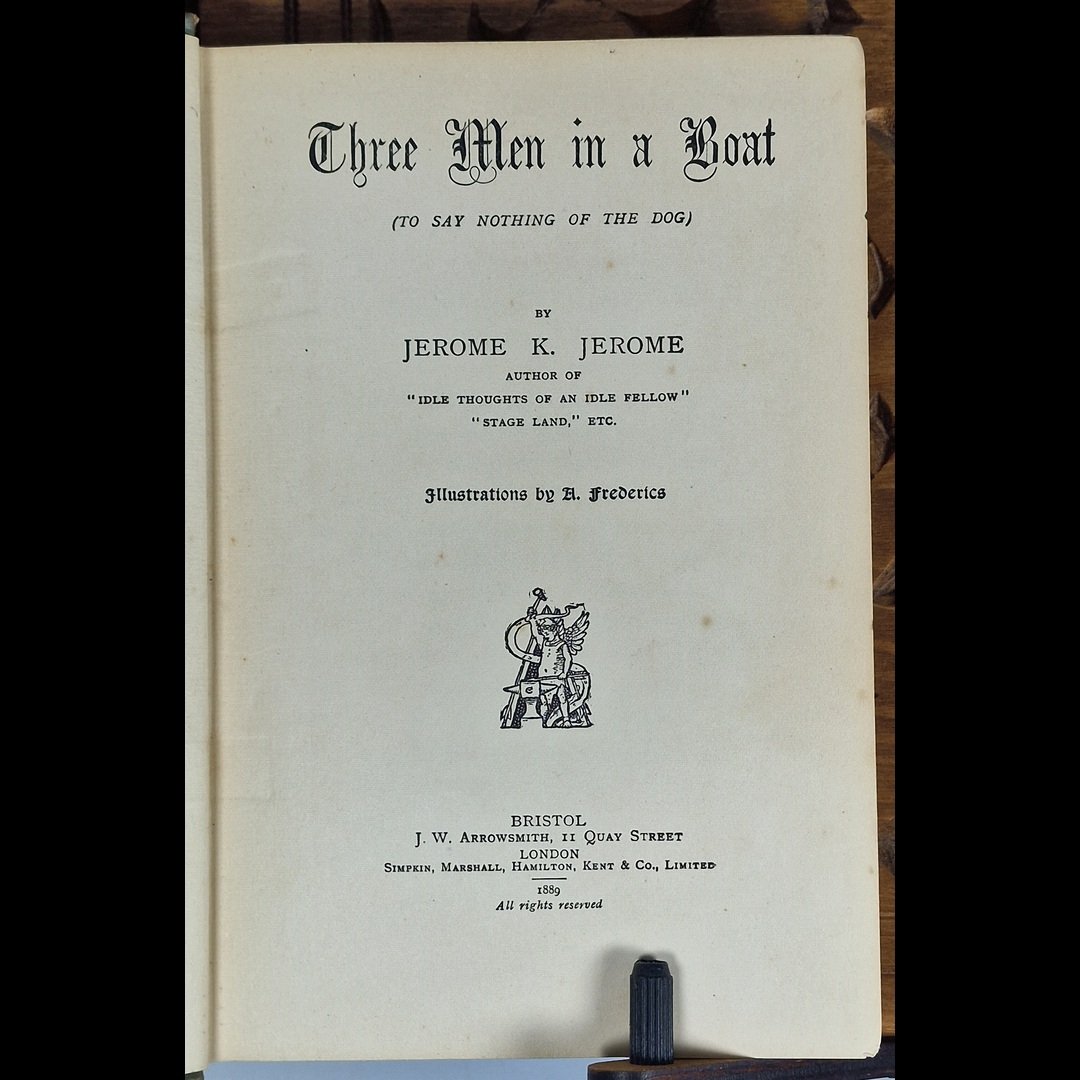 Three Men in a Boat
(TO SAY NOTHING OF THE DOG)
BY
JEROME K. JEROME
AUTHOR OF
"IDLE THOUGHTS OF AN IDLE FELLOW"
"STAGE LAND," ETC.
Illustrations by A. Frederics
BRISTOL
J. W. ARROWSMITH, 11 QUAY STREET
LONDON
SIMPKIN, MARSHALL, HAMILTON, KENT & CO., LIMITED
1889
All rights reserved